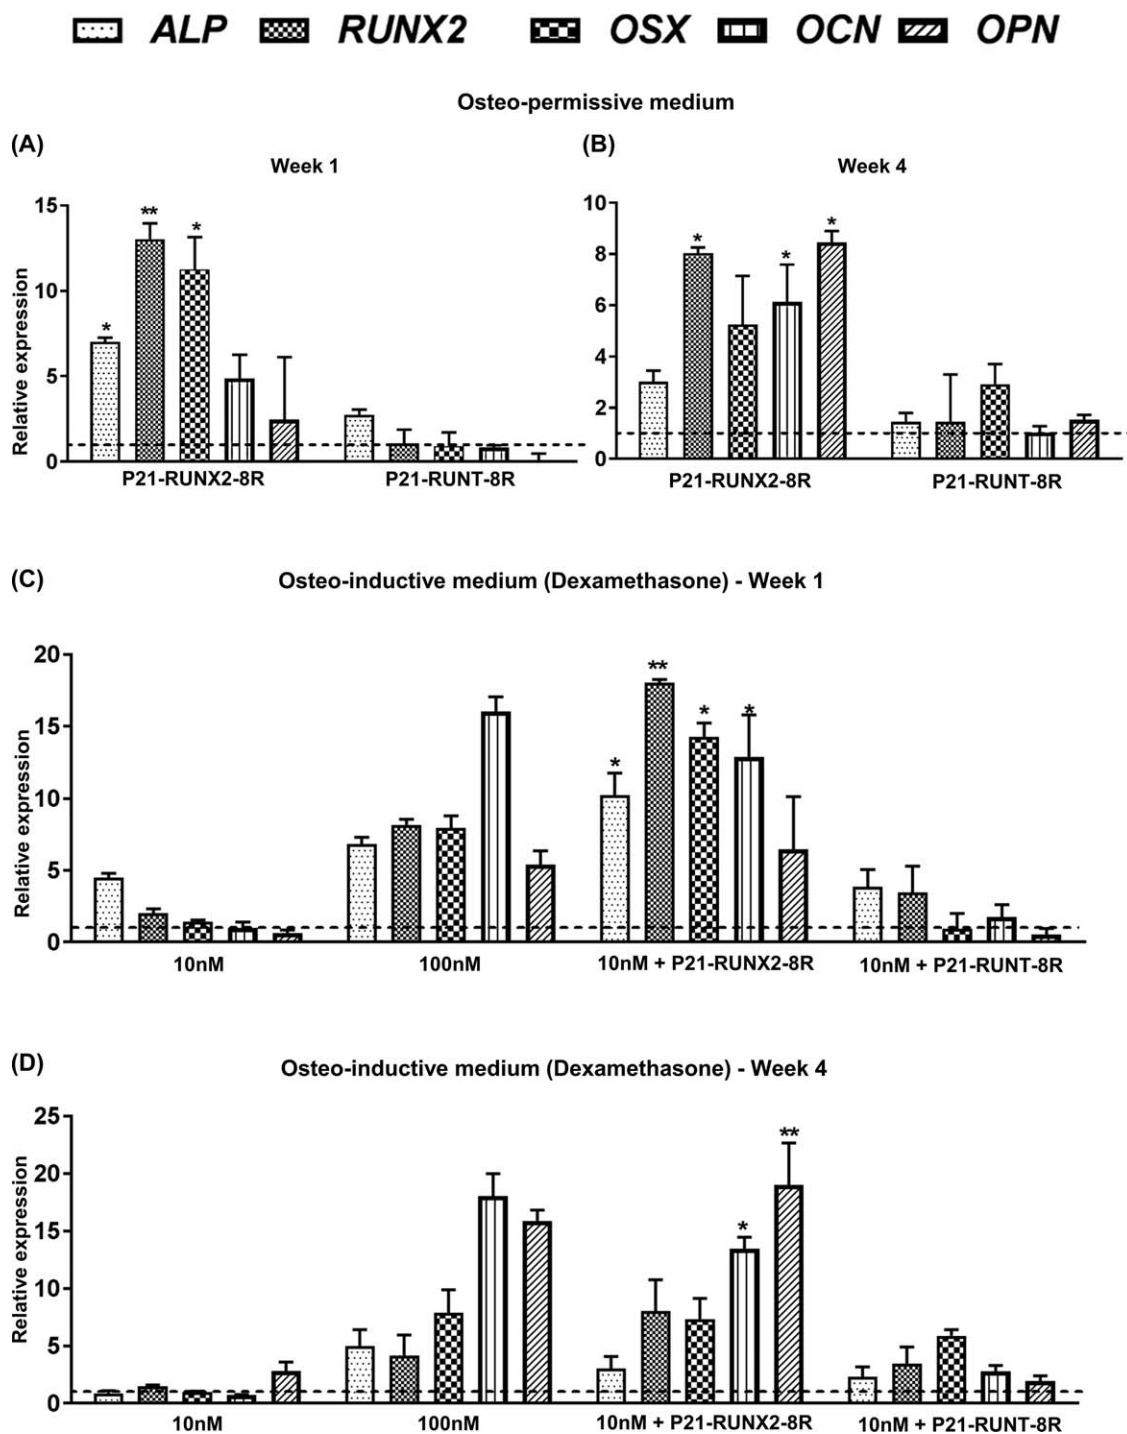 ALP RUNX2 OSX OCN OPN
Osteo-permissive medium
(A)
Week 1
Relative expression
15
10
5
0
**
*
*
P21-RUNX2-8R
P21-RUNT-8R
(B)
Week 4
10
8
6
4
2
0
*
*
*
P21-RUNX2-8R
P21-RUNT-8R
(C)
Osteo-inductive medium (Dexamethasone) - Week 1
Relative expression
20
15
10
5
0
*
**
*
*
10nM
100nM
10nM + P21-RUNX2-8R
10nM + P21-RUNT-8R
(D)
Osteo-inductive medium (Dexamethasone) - Week 4
Relative expression
25
20
15
10
5
0
*
**
10nM
100nM
10nM + P21-RUNX2-8R
10nM + P21-RUNT-8R